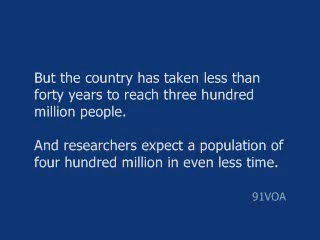 But the country has taken less than
forty years to reach three hundred
million people.
And researchers expect a population of
four hundred million in even less time.
91VOA